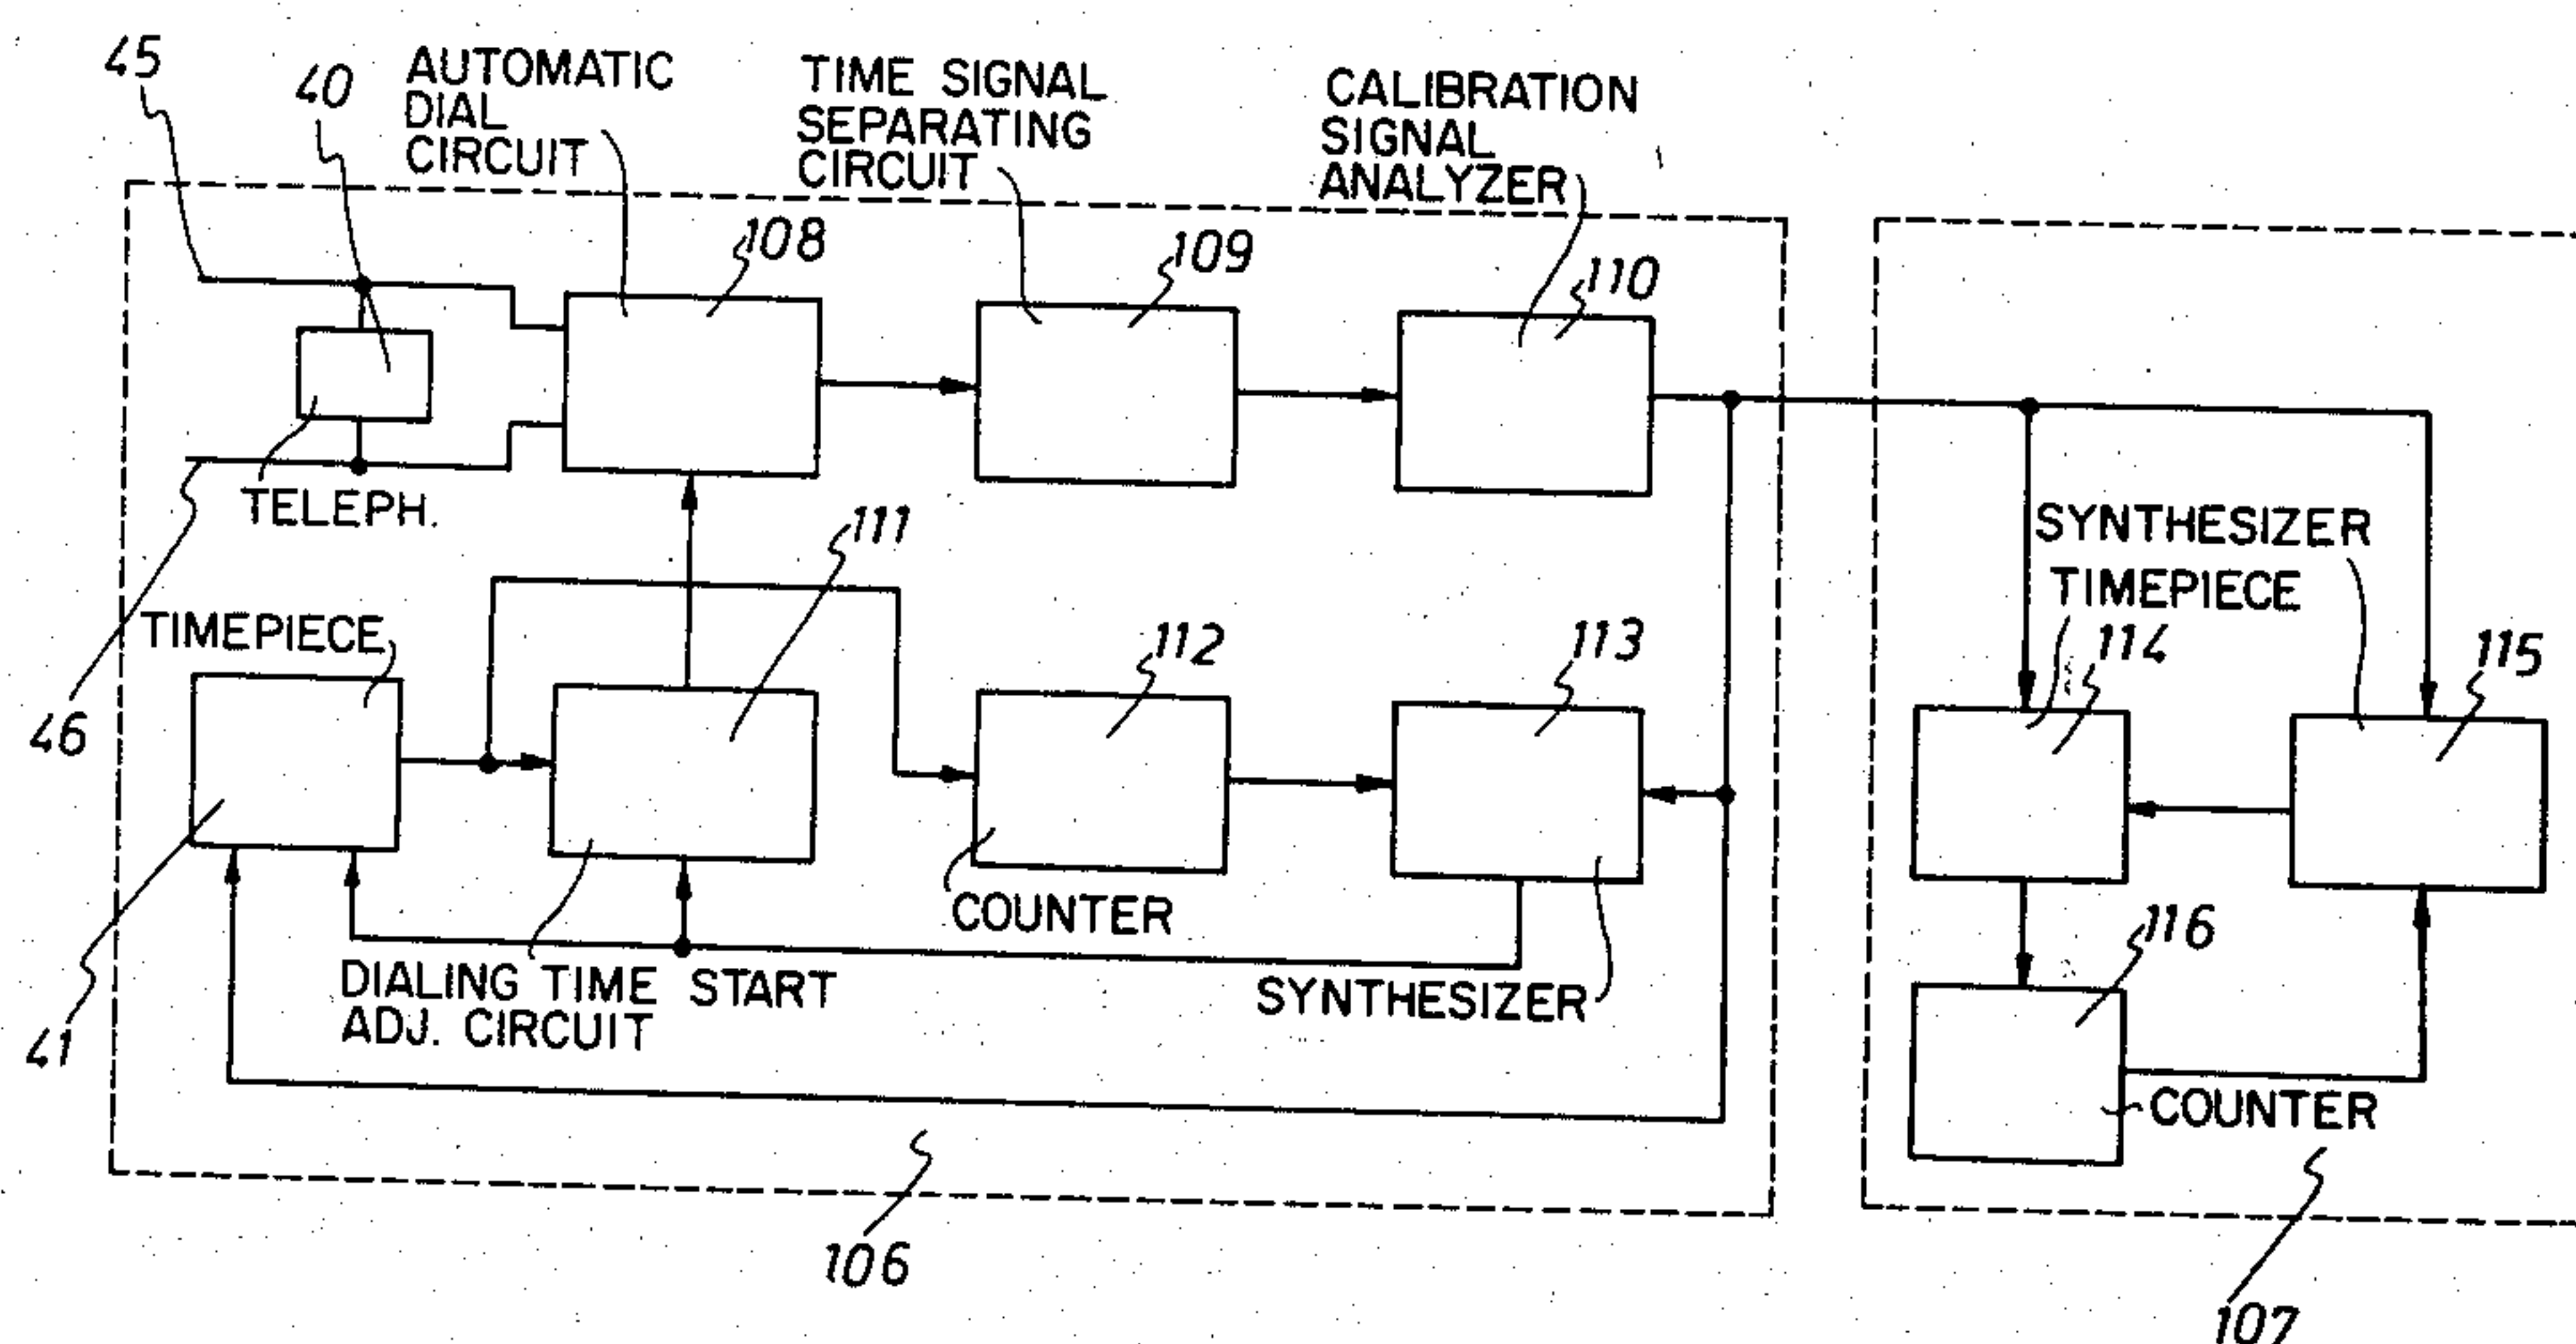 45
40
AUTOMATIC
DIAL
CIRCUIT
TIME SIGNAL
SEPARATING
CIRCUIT
CALIBRATION
SIGNAL
ANALYZER
108
109
110
TELEPH.
111
SYNTHESIZER
TIMEPIECE
114
115
TIMEPIECE
112
113
46
COUNTER
116
DIALING TIME START
ADJ. CIRCUIT
SYNTHESIZER
41
COUNTER
106
107